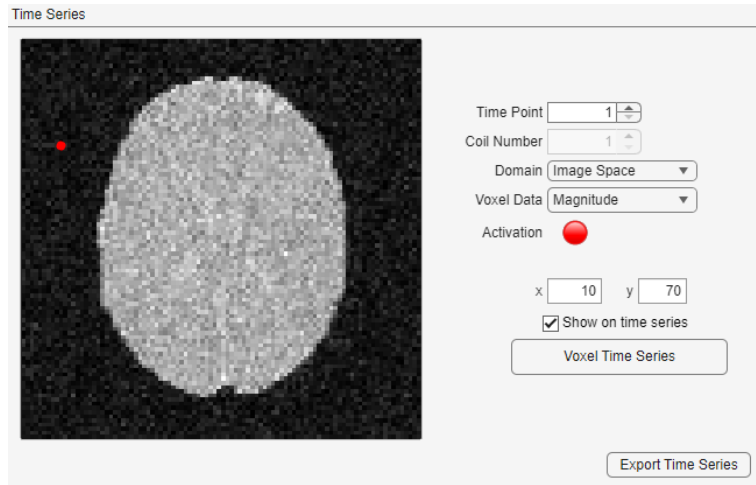 Time Series
Time Point 1
Coil Number 1
Domain Image Space
Voxel Data Magnitude
Activation
x 10 y 70
Show on time series
Voxel Time Series
Export Time Series